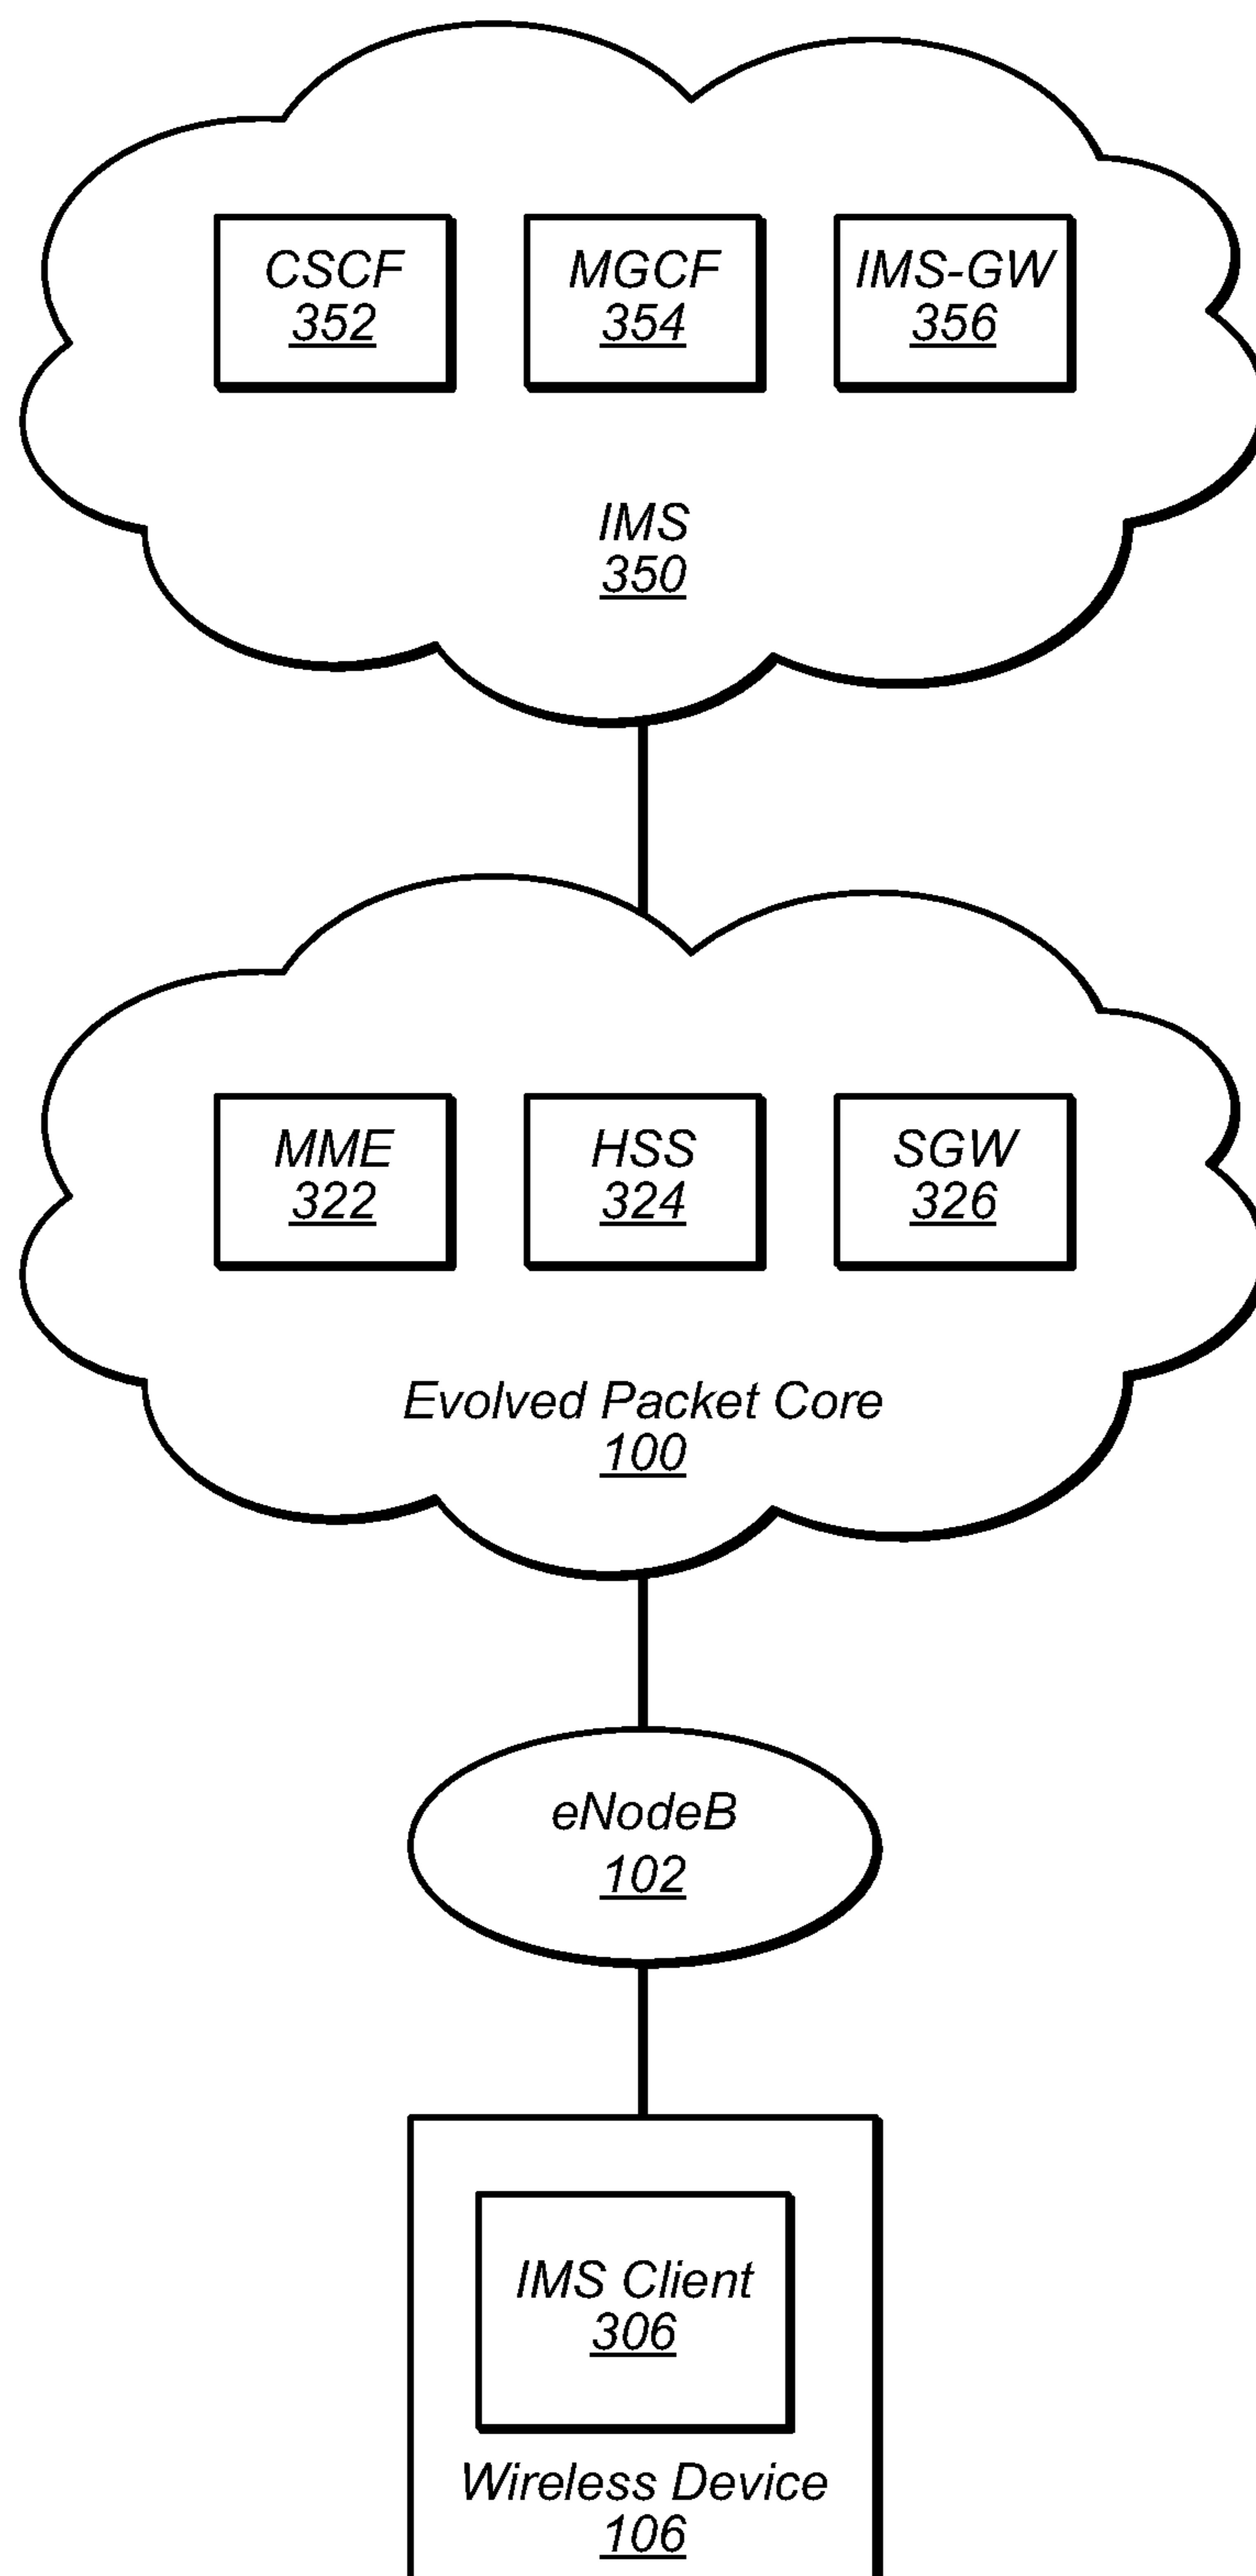 CSCF
352
MGCF
354
IMS-GW
356
IMS
350
MME
322
HSS
324
SGW
326
Evolved Packet Core
100
eNodeB
102
IMS Client
306
Wireless Device
106